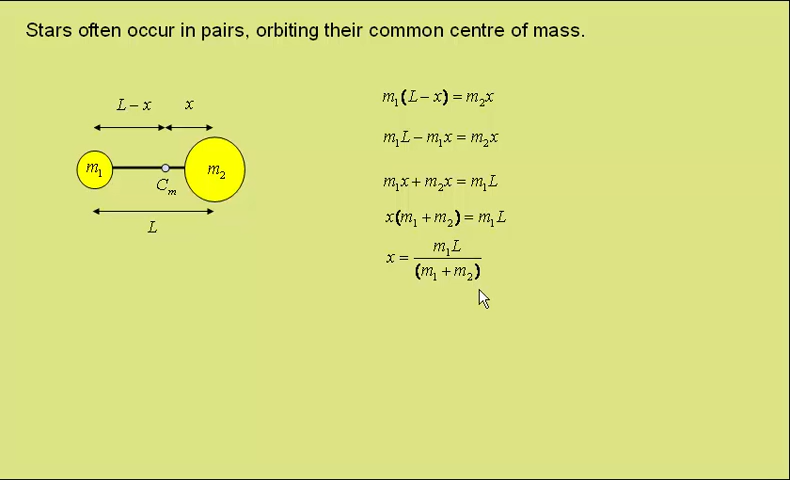 Stars often occur in pairs, orbiting their common centre of mass.
L – x x
m₁ Cₘ m₂
L
m₁(L – x) = m₂x
m₁L – m₁x = m₂x
m₁x + m₂x = m₁L
x(m₁ + m₂) = m₁L
x = m₁L / (m₁ + m₂)